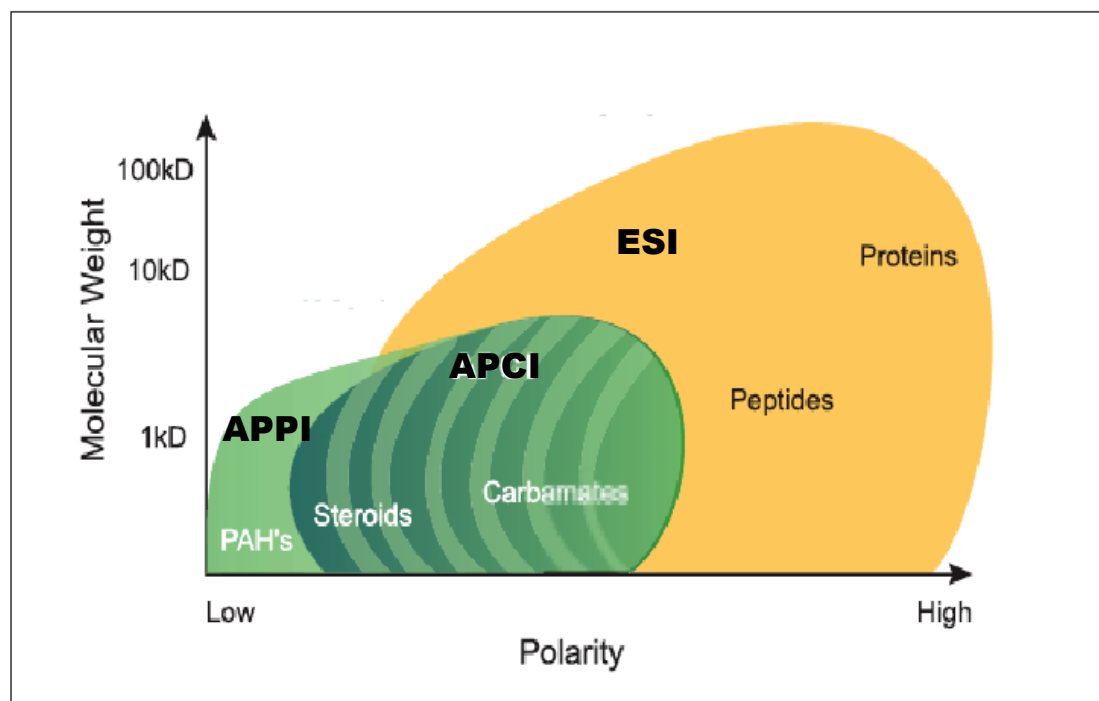 100kD
ESI
Proteins
10kD
Molecular Weight
APCI
Peptides
APPI
1kD
Carbamates
Steroids
PAH's
Low
High
Polarity